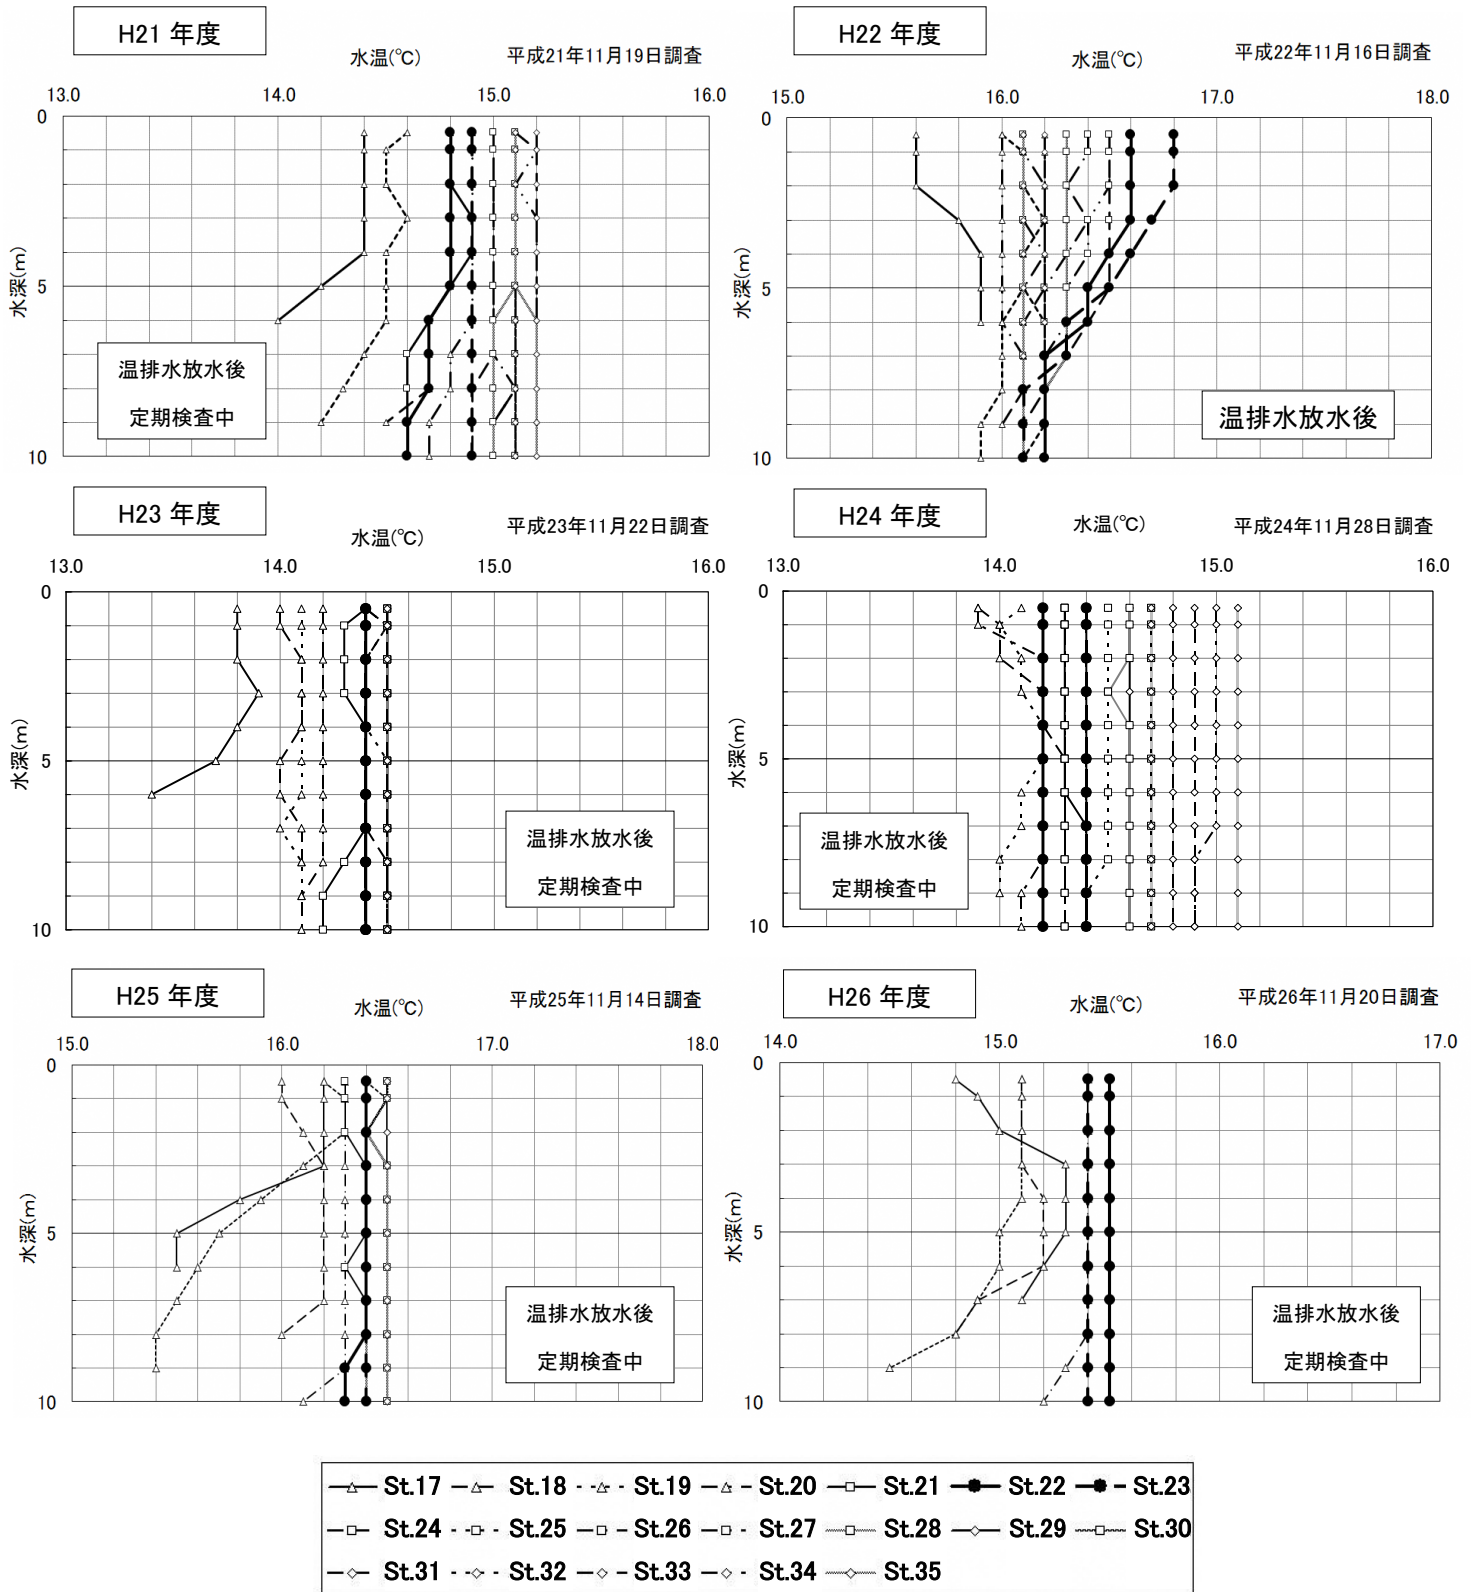 H21 年度
水温(℃)
平成21年11月19日調査
13.0 14.0 15.0 16.0
0
5
10
水深(m)
温排水放水後
定期検査中
H22 年度
水温(℃)
平成22年11月16日調査
15.0 16.0 17.0 18.0
0
5
10
水深(m)
温排水放水後
H23 年度
水温(℃)
平成23年11月22日調査
13.0 14.0 15.0 16.0
0
5
10
水深(m)
温排水放水後
定期検査中
H24 年度
水温(℃)
平成24年11月28日調査
13.0 14.0 15.0 16.0
0
5
10
水深(m)
温排水放水後
定期検査中
H25 年度
水温(℃)
平成25年11月14日調査
15.0 16.0 17.0 18.0
0
5
10
水深(m)
温排水放水後
定期検査中
H26 年度
水温(℃)
平成26年11月20日調査
14.0 15.0 16.0 17.0
0
5
10
水深(m)
温排水放水後
定期検査中
St.17 St.18 St.19 St.20 St.21 St.22 St.23
St.24 St.25 St.26 St.27 St.28 St.29 St.30
St.31 St.32 St.33 St.34 St.35